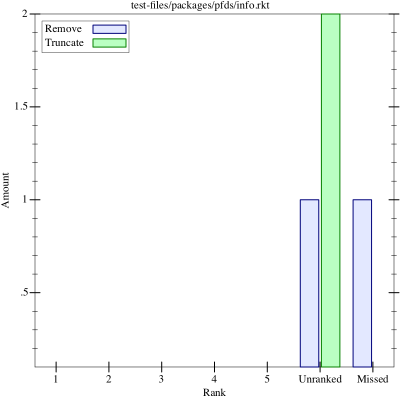 test-files/packages/pfds/info.rkt
Remove
Truncate
2
1.5
1
.5
Amount
1 2 3 4 5 Unranked Missed
Rank